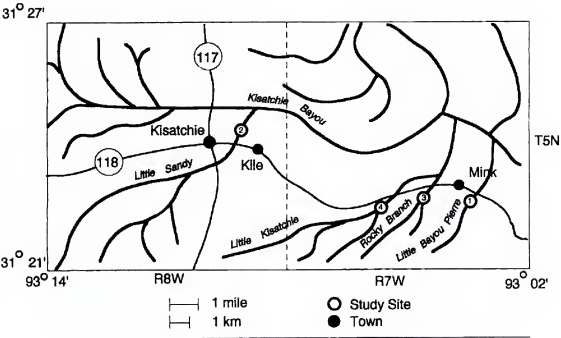 31° 27'
117
Kisatchie Bayou
Kisatchie
2
T5N
118
Little Sandy
Kile
Mink
4
3
1
Little Kisatchie
Rocky Branch
Little Bayou Pierre
31° 21'
93° 14'
R8W
R7W
93° 02'
1 mile
Study Site
1 km
Town